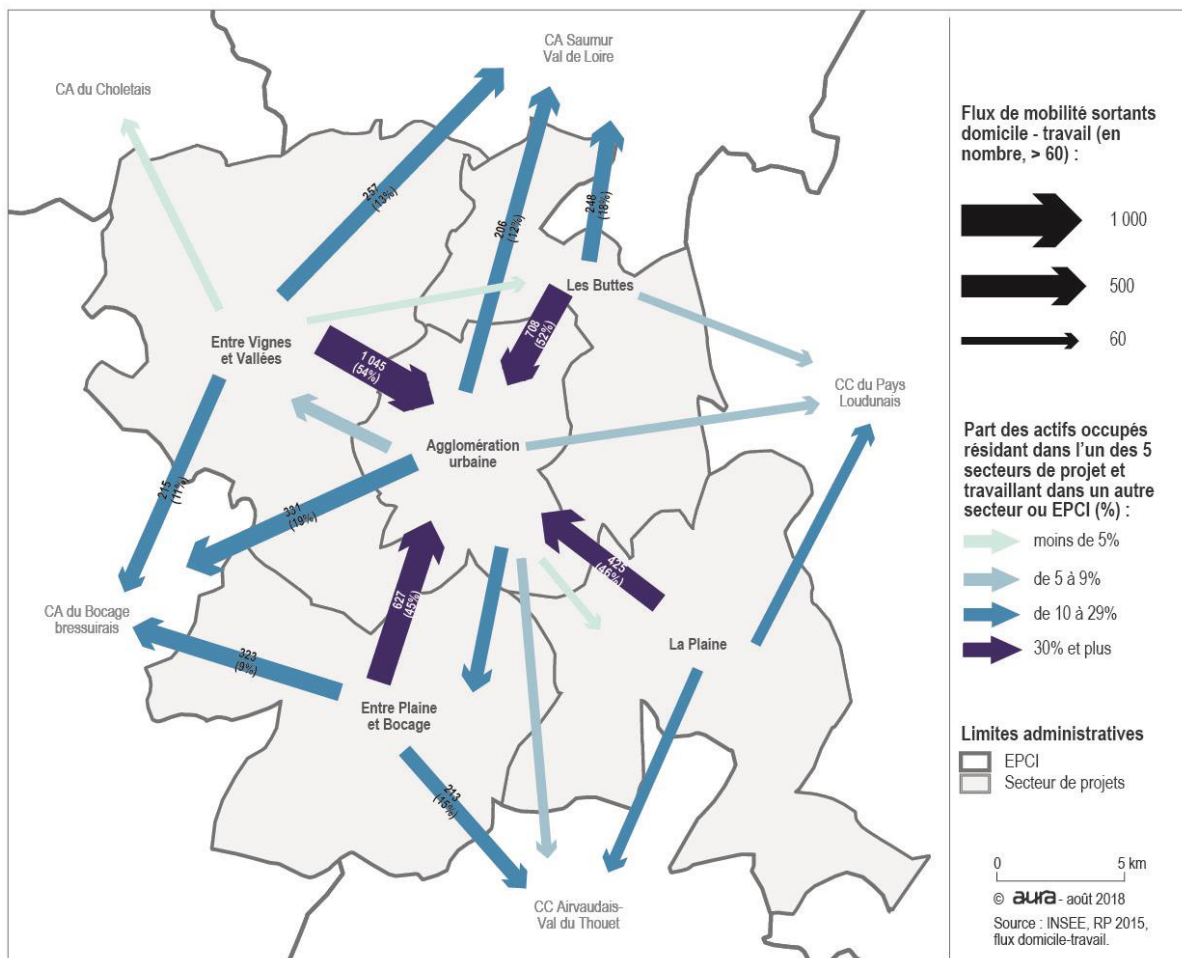 CA Saumur
Val de Loire
CA du Choletais
257
(13%)
206
(12%)
248
(18%)
Les Buttes
708
(52%)
Entre Vignes
et Vallées
1 045
(54%)
CC du Pays
Loudunais
Agglomération
urbaine
215
(11%)
331
(19%)
425
(46%)
627
(45%)
CA du Bocage
bressuirais
323
(9%)
La Plaine
Entre Plaine
et Bocage
213
(15%)
CC Airvaudais-
Val du Thouet
Flux de mobilité sortants
domicile - travail (en
nombre, > 60) :
1 000
500
60
Part des actifs occupés
résidant dans l'un des 5
secteurs de projet et
travaillant dans un autre
secteur ou EPCI (%) :
moins de 5%
de 5 à 9%
de 10 à 29%
30% et plus
Limites administratives
EPCI
Secteur de projets
0 5 km
© aura - août 2018
Source : INSEE, RP 2015,
flux domicile-travail.